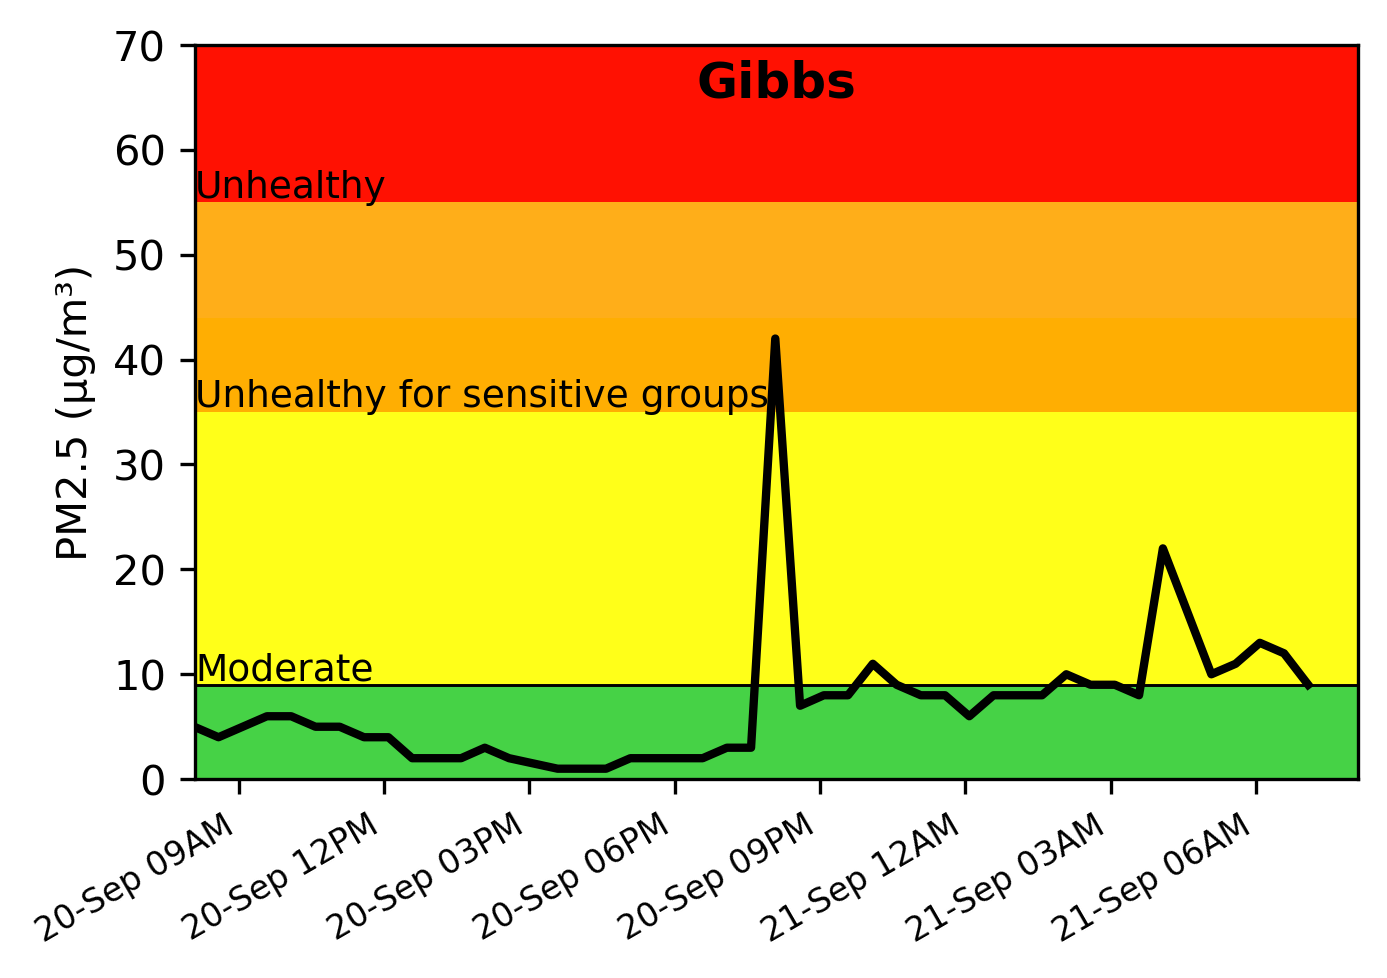 Gibbs
70
60
50
40
30
20
10
0
PM2.5 (µg/m³)
Unhealthy
Unhealthy for sensitive groups
Moderate
20-Sep 09AM
20-Sep 12PM
20-Sep 03PM
20-Sep 06PM
20-Sep 09PM
21-Sep 12AM
21-Sep 03AM
21-Sep 06AM